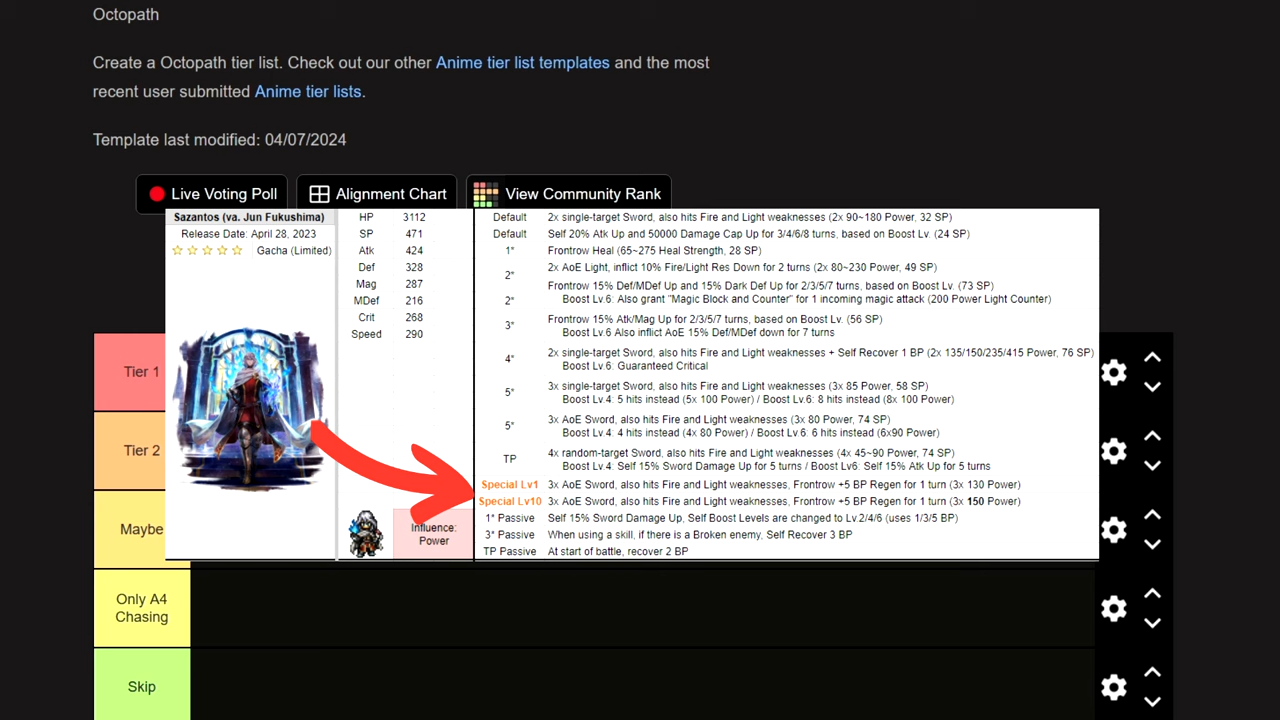 Octopath
Create a Octopath tier list. Check out our other Anime tier list templates and the most
recent user submitted Anime tier lists.
Template last modified: 04/07/2024
Live Voting Poll
Alignment Chart
View Community Rank
Sazantos (va. Jun Fukushima)
Release Date: April 28, 2023
Gacha (Limited)
HP 3112
SP 471
Atk 424
Def 328
Mag 287
MDef 216
Crit 268
Speed 290
Influence:
Power
Default 2x single-target Sword, also hits Fire and Light weaknesses (2x 90~180 Power, 32 SP)
Default Self 20% Atk Up and 50000 Damage Cap Up for 3/4/6/8 turns, based on Boost Lv. (24 SP)
1* Frontrow Heal (65~275 Heal Strength, 28 SP)
2* 2x AoE Light, inflict 10% Fire/Light Res Down for 2 turns (2x 80~230 Power, 49 SP)
Frontrow 15% Def/MDef Up and 15% Dark Def Up for 2/3/5/7 turns, based on Boost Lv. (73 SP)
2* Boost Lv.6: Also grant "Magic Block and Counter" for 1 incoming magic attack (200 Power Light Counter)
3* Frontrow 15% Atk/Mag Up for 2/3/5/7 turns, based on Boost Lv. (56 SP)
Boost Lv.6 Also inflict AoE 15% Def/MDef down for 7 turns
4* 2x single-target Sword, also hits Fire and Light weaknesses + Self Recover 1 BP (2x 135/150/235/415 Power, 76 SP)
Boost Lv.6: Guaranteed Critical
5* 3x single-target Sword, also hits Fire and Light weaknesses (3x 85 Power, 58 SP)
Boost Lv.4: 5 hits instead (5x 100 Power) / Boost Lv.6: 8 hits instead (8x 100 Power)
5* 3x AoE Sword, also hits Fire and Light weaknesses (3x 80 Power, 74 SP)
Boost Lv.4: 4 hits instead (4x 80 Power) / Boost Lv.6: 6 hits instead (6x90 Power)
TP 4x random-target Sword, also hits Fire and Light weaknesses (4x 45~90 Power, 74 SP)
Boost Lv.4: Self 15% Sword Damage Up for 5 turns / Boost Lv6: Self 15% Atk Up for 5 turns
Special Lv1 3x AoE Sword, also hits Fire and Light weaknesses, Frontrow +5 BP Regen for 1 turn (3x 130 Power)
Special Lv10 3x AoE Sword, also hits Fire and Light weaknesses, Frontrow +5 BP Regen for 1 turn (3x 150 Power)
1* Passive Self 15% Sword Damage Up, Self Boost Levels are changed to Lv.2/4/6 (uses 1/3/5 BP)
3* Passive When using a skill, if there is a Broken enemy, Self Recover 3 BP
TP Passive At start of battle, recover 2 BP
Tier 1
Tier 2
Maybe
Only A4
Chasing
Skip